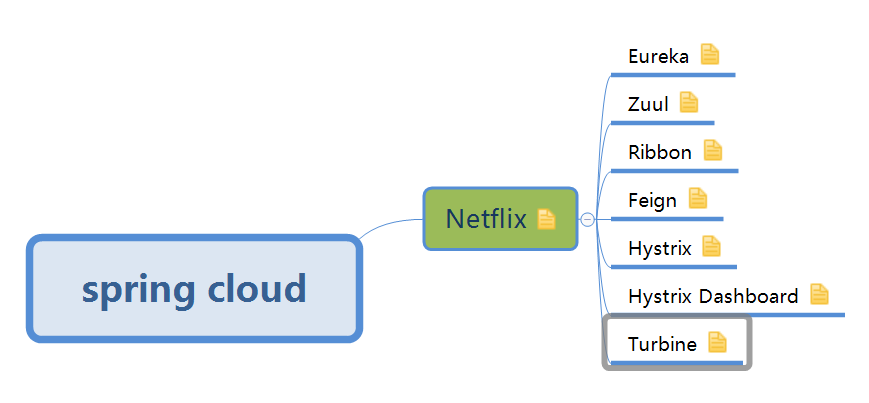 spring cloud
Netflix
Eureka
Zuul
Ribbon
Feign
Hystrix
Hystrix Dashboard
Turbine